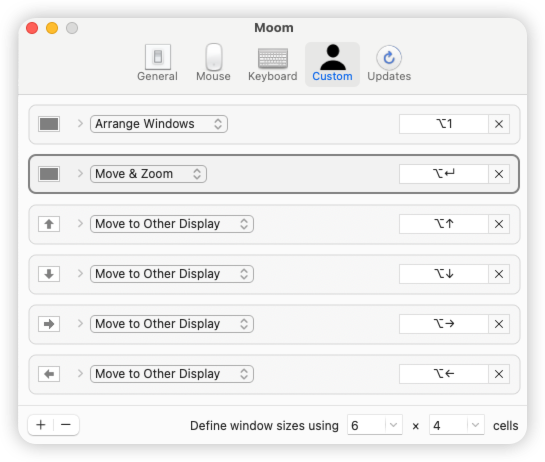 Moom
General Mouse Keyboard Custom Updates
Arrange Windows ⌥1 ×
Move & Zoom ⌥↩ ×
Move to Other Display ⌥↑ ×
Move to Other Display ⌥↓ ×
Move to Other Display ⌥→ ×
Move to Other Display ⌥← ×
+ − Define window sizes using 6 × 4 cells